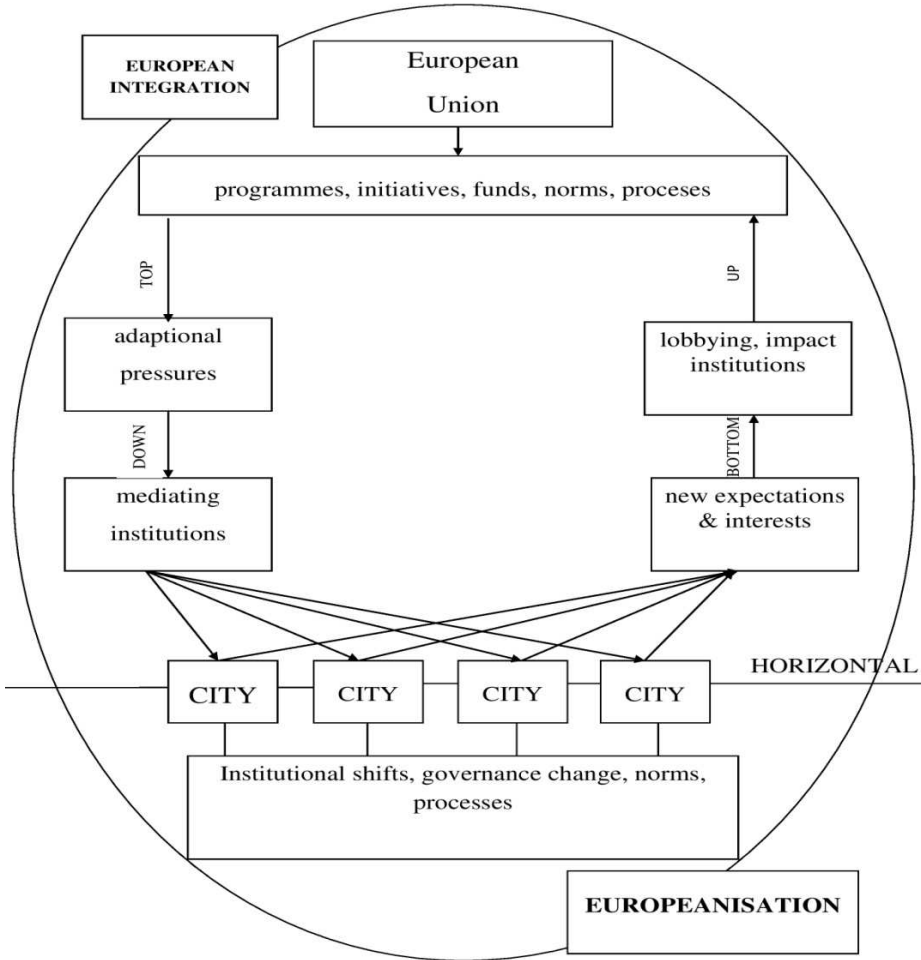 EUROPEAN
INTEGRATION
European
Union
programmes, initiatives, funds, norms, proceses
TOP
UP
adaptional
pressures
lobbying, impact
institutions
DOWN
BOTTOM
mediating
institutions
new expectations
& interests
HORIZONTAL
CITY
CITY
CITY
CITY
Institutional shifts, governance change, norms,
processes
EUROPEANISATION